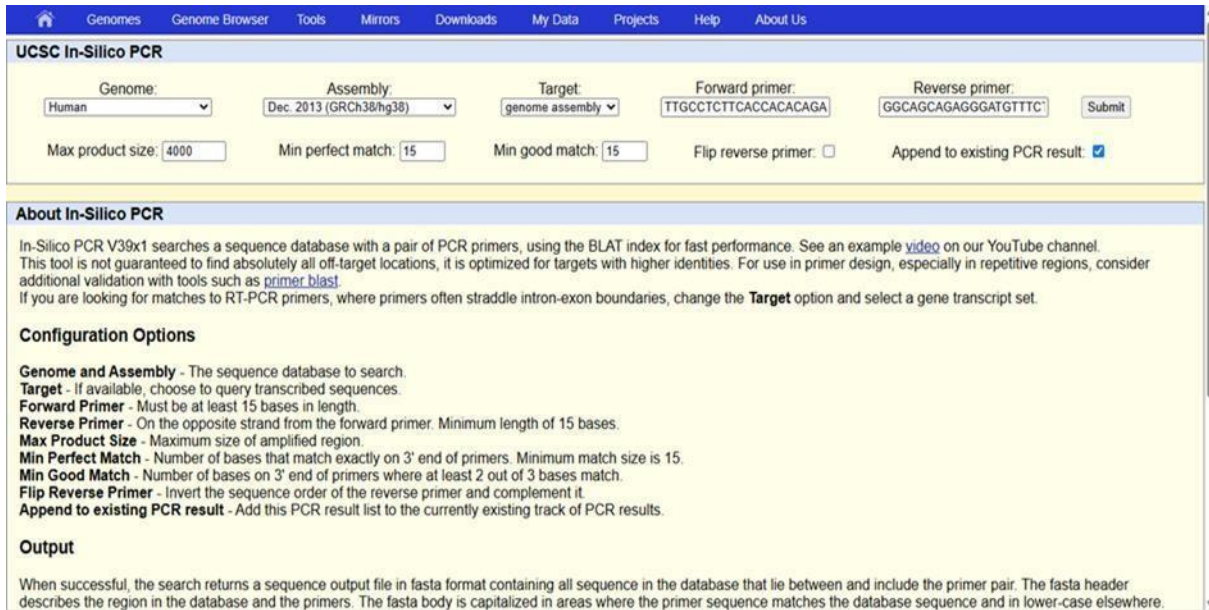 Genomes Genome Browser Tools Mirrors Downloads My Data Projects Help About Us
UCSC In-Silico PCR
Genome: Assembly: Target: Forward primer: Reverse primer:
Human Dec. 2013 (GRCh38/hg38) genome assembly TTGCCTCTTCACCACACAGA GGCAGCAGAGGGATGTTTC Submit
Max product size: 4000 Min perfect match: 15 Min good match: 15 Flip reverse primer: Append to existing PCR result:
About In-Silico PCR
In-Silico PCR V39x1 searches a sequence database with a pair of PCR primers, using the BLAT index for fast performance. See an example video on our YouTube channel.
This tool is not guaranteed to find absolutely all off-target locations, it is optimized for targets with higher identities. For use in primer design, especially in repetitive regions, consider
additional validation with tools such as primer blast.
If you are looking for matches to RT-PCR primers, where primers often straddle intron-exon boundaries, change the Target option and select a gene transcript set.
Configuration Options
Genome and Assembly - The sequence database to search.
Target - If available, choose to query transcribed sequences.
Forward Primer - Must be at least 15 bases in length.
Reverse Primer - On the opposite strand from the forward primer. Minimum length of 15 bases.
Max Product Size - Maximum size of amplified region.
Min Perfect Match - Number of bases that match exactly on 3' end of primers. Minimum match size is 15.
Min Good Match - Number of bases on 3' end of primers where at least 2 out of 3 bases match.
Flip Reverse Primer - Invert the sequence order of the reverse primer and complement it.
Append to existing PCR result - Add this PCR result list to the currently existing track of PCR results.
Output
When successful, the search returns a sequence output file in fasta format containing all sequence in the database that lie between and include the primer pair. The fasta header
describes the region in the database and the primers. The fasta body is capitalized in areas where the primer sequence matches the database sequence and in lower-case elsewhere.